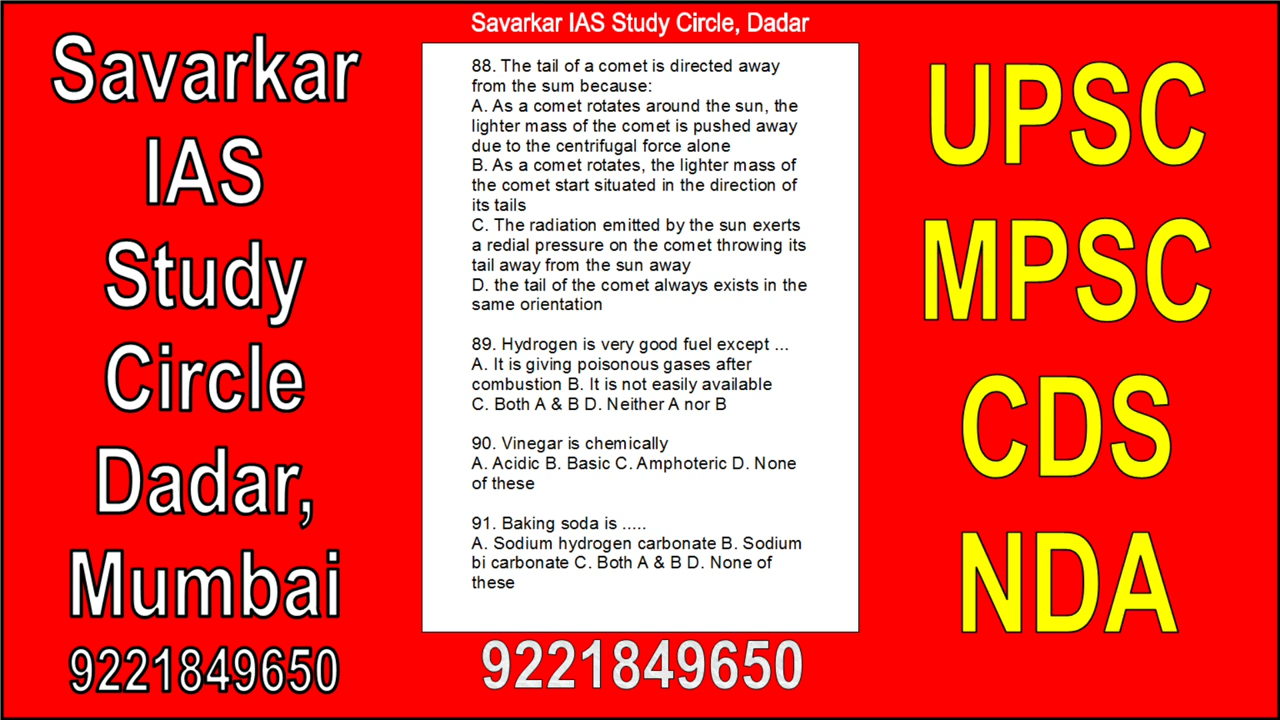 Savarkar IAS Study Circle, Dadar
Savarkar
IAS
Study
Circle
Dadar,
Mumbai
9221849650
88. The tail of a comet is directed away
from the sum because:
A. As a comet rotates around the sun, the
lighter mass of the comet is pushed away
due to the centrifugal force alone
B. As a comet rotates, the lighter mass of
the comet start situated in the direction of
its tails
C. The radiation emitted by the sun exerts
a redial pressure on the comet throwing its
tail away from the sun away
D. the tail of the comet always exists in the
same orientation
89. Hydrogen is very good fuel except ...
A. It is giving poisonous gases after
combustion B. It is not easily available
C. Both A & B D. Neither A nor B
90. Vinegar is chemically
A. Acidic B. Basic C. Amphoteric D. None
of these
91. Baking soda is .....
A. Sodium hydrogen carbonate B. Sodium
bi carbonate C. Both A & B D. None of
these
9221849650
UPSC
MPSC
CDS
NDA